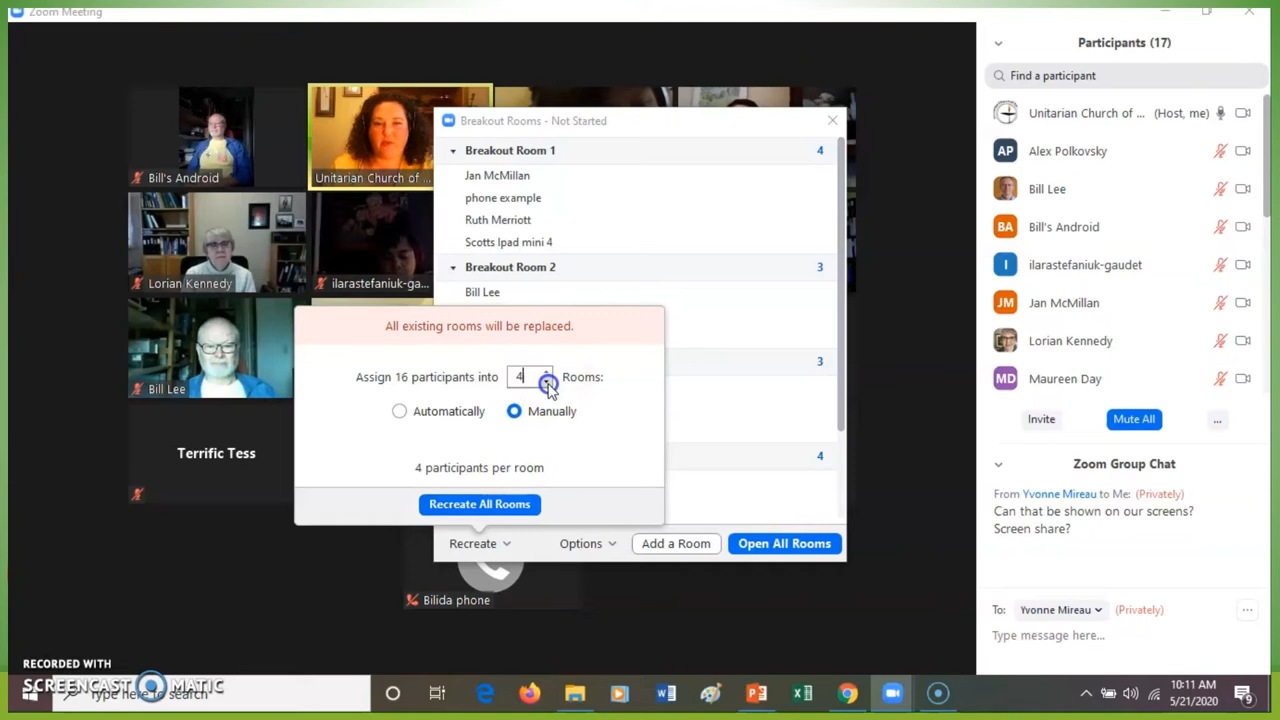 Zoom Meeting
Bill's Android
Unitarian Church of ...
Lorian Kennedy
ilarastefaniuk-ga...
Bill Lee
Terrific Tess
Bilida phone
Breakout Rooms - Not Started
Breakout Room 1 4
Jan McMillan
phone example
Ruth Merriott
Scotts Ipad mini 4
Breakout Room 2 3
Bill Lee
3
4
All existing rooms will be replaced.
Assign 16 participants into 4 Rooms:
Automatically Manually
4 participants per room
Recreate All Rooms
Recreate Options Add a Room Open All Rooms
Participants (17)
Find a participant
Unitarian Church of ... (Host, me)
AP Alex Polkovsky
Bill Lee
BA Bill's Android
I ilarastefaniuk-gaudet
JM Jan McMillan
Lorian Kennedy
MD Maureen Day
Invite Mute All ...
Zoom Group Chat
From Yvonne Mireau to Me: (Privately)
Can that be shown on our screens?
Screen share?
To: Yvonne Mireau (Privately)
Type message here...
RECORDED WITH
SCREENCAST MATIC
Type here to search
10:11 AM
5/21/2020
9